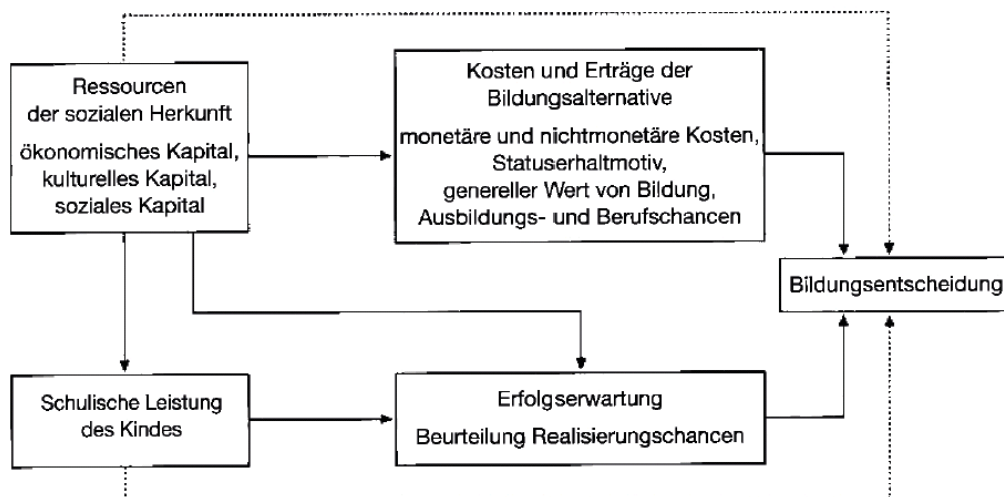 Ressourcen
der sozialen Herkunft
ökonomisches Kapital,
kulturelles Kapital,
soziales Kapital
Kosten und Erträge der
Bildungsalternative
monetäre und nichtmonetäre Kosten,
Statuserhaltmotiv,
genereller Wert von Bildung,
Ausbildungs- und Berufschancen
Bildungsentscheidung
Schulische Leistung
des Kindes
Erfolgserwartung
Beurteilung Realisierungschancen